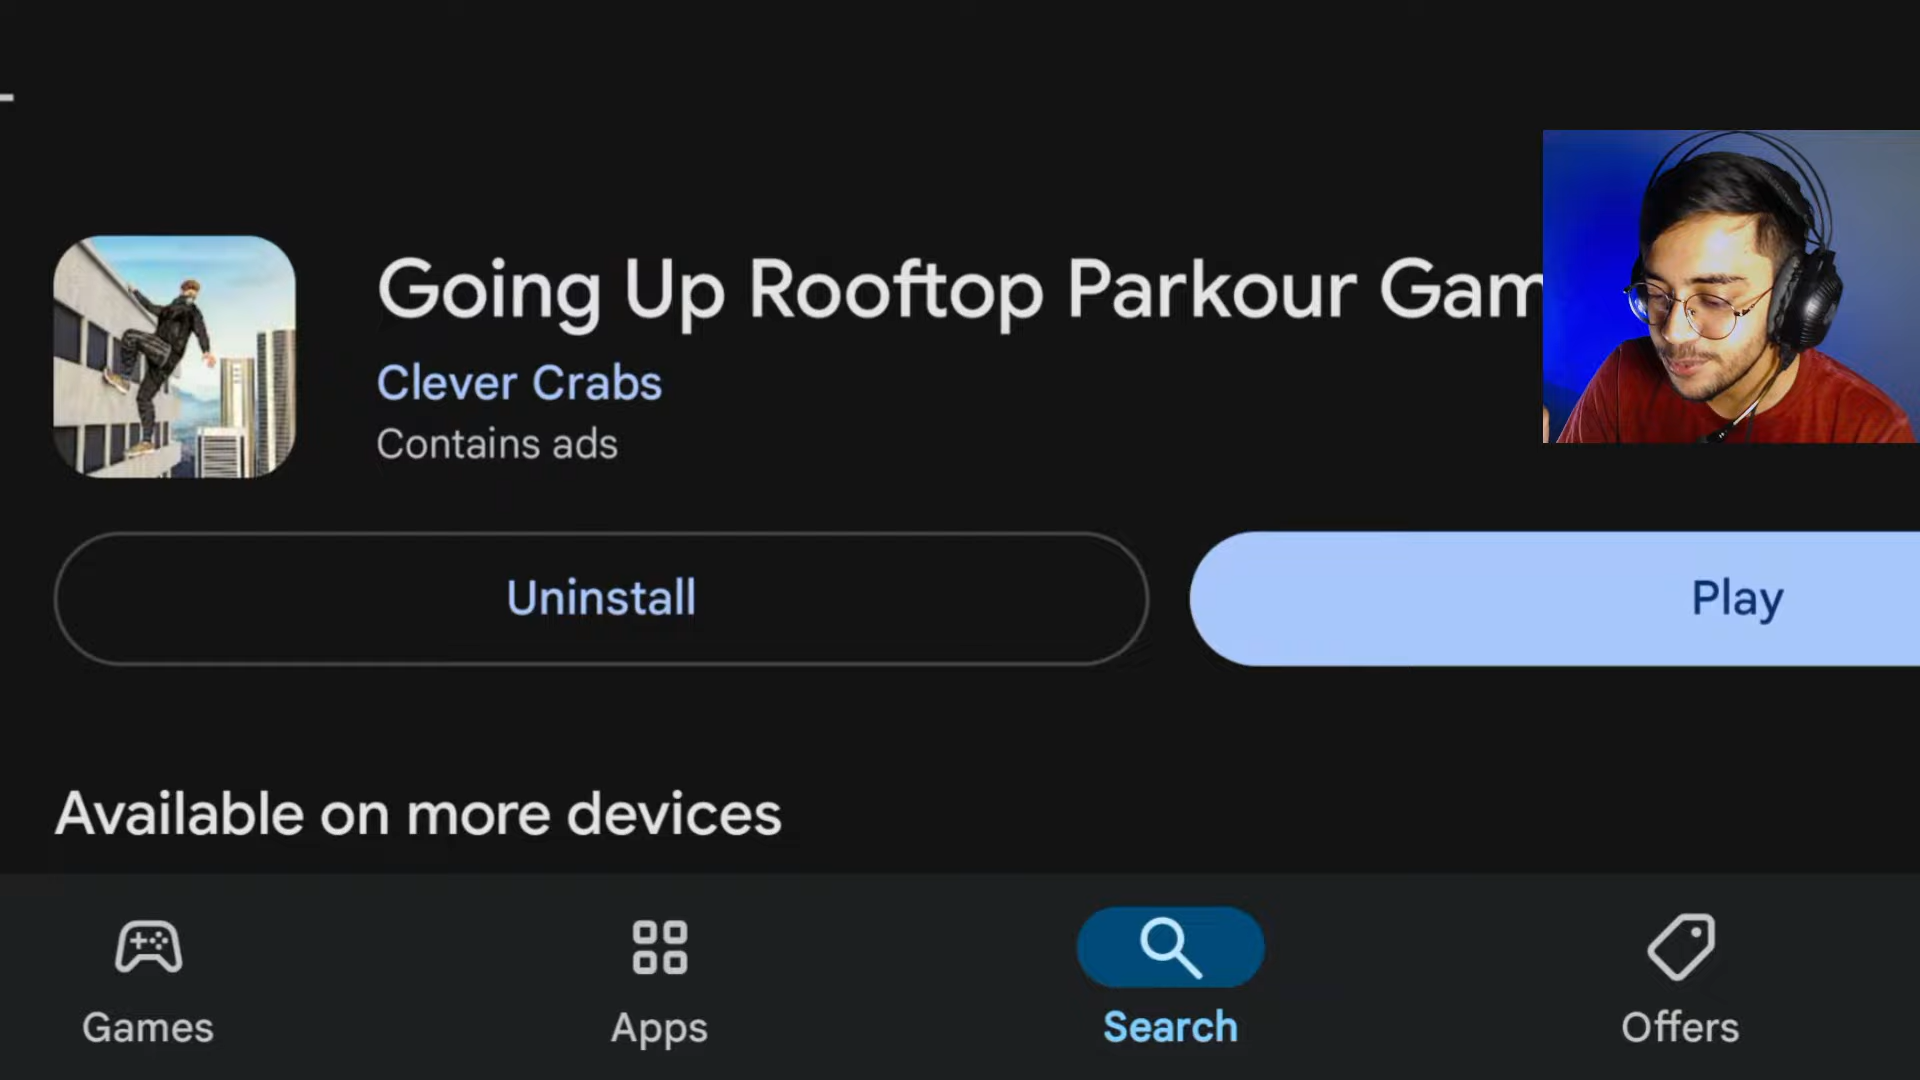 Going Up Rooftop Parkour Gam
Clever Crabs
Contains ads
Uninstall
Play
Available on more devices
Games
Apps
Search
Offers